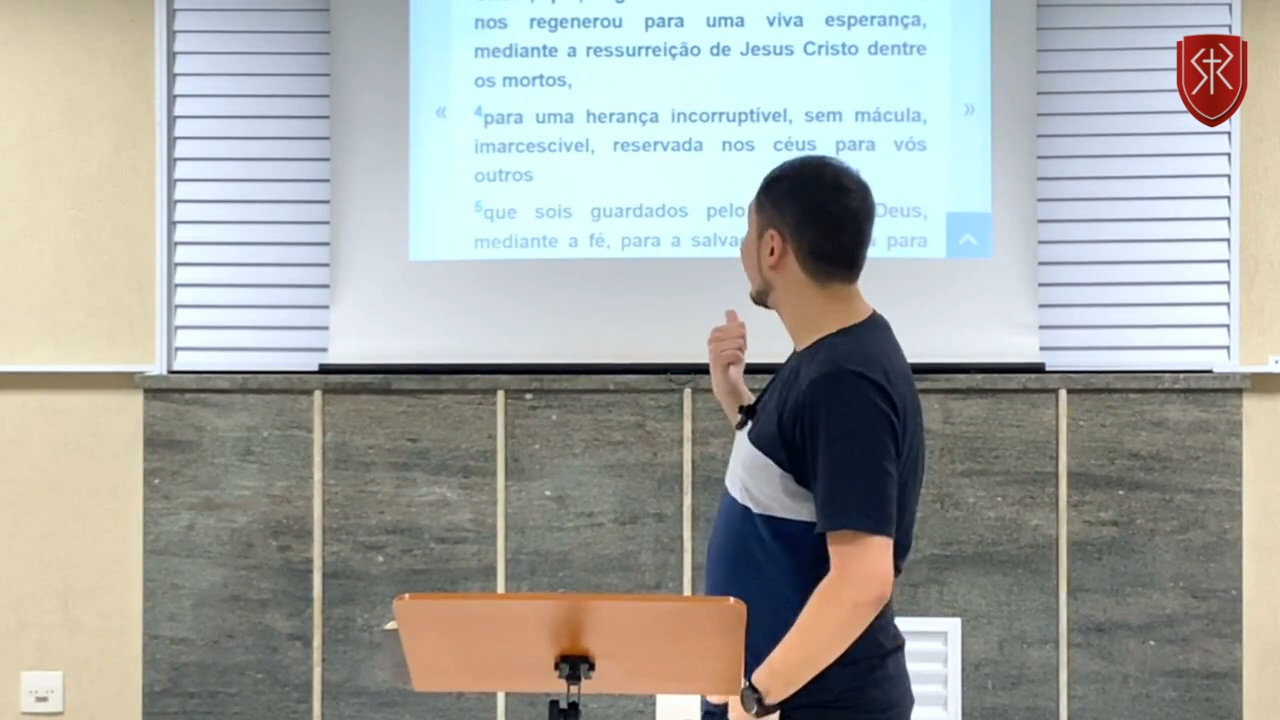 nos regenerou para uma viva esperança,
mediante a ressurreição de Jesus Cristo dentre
os mortos,
« 4para uma herança incorruptível, sem mácula, »
imarcescível, reservada nos céus para vós
outros
5que sois guardados pelo Deus,
mediante a fé, para a para
SR